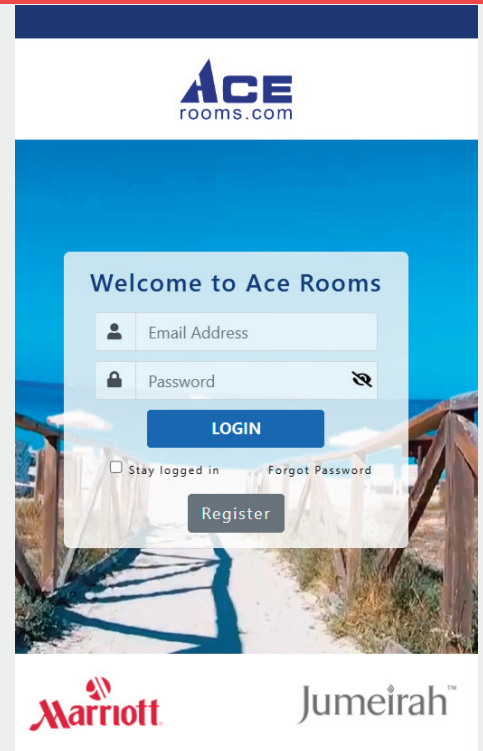 ACE
rooms.com
Welcome to Ace Rooms
Email Address
Password
LOGIN
Stay logged in Forgot Password
Register
Marriott. Jumeirah™